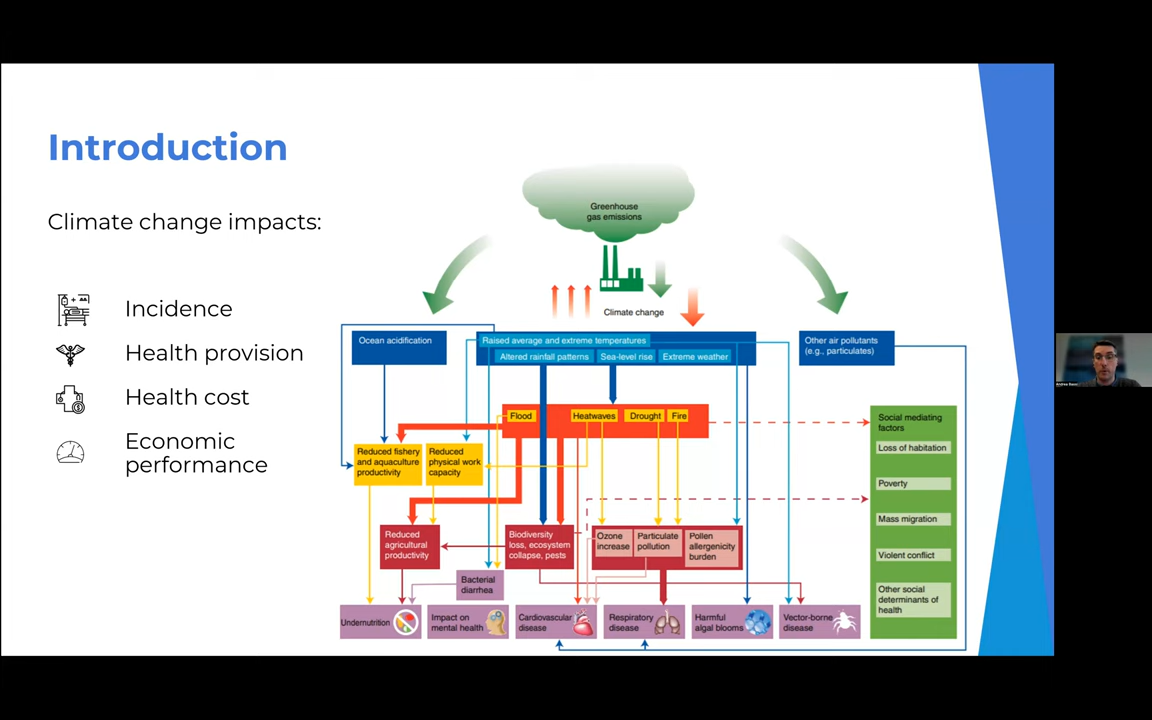 Introduction
Climate change impacts:
Incidence
Health provision
Health cost
Economic
performance
Greenhouse
gas emissions
Climate change
Ocean acidification
Raised average and extreme temperatures
Altered rainfall patterns
Sea-level rise
Extreme weather
Other air pollutants
(e.g., particulates)
Flood
Heatwaves
Drought
Fire
Reduced fishery
and aquaculture
productivity
Reduced
physical work
capacity
Reduced
agricultural
productivity
Biodiversity
loss, ecosystem
collapse, pests
Ozone
increase
Particulate
pollution
Pollen
allergenicity
burden
Bacterial
diarrhea
Undernutrition
Impact on
mental health
Cardiovascular
disease
Respiratory
disease
Harmful
algal blooms
Vector-borne
disease
Social mediating
factors
Loss of habitation
Poverty
Mass migration
Violent conflict
Other social
determinants of
health